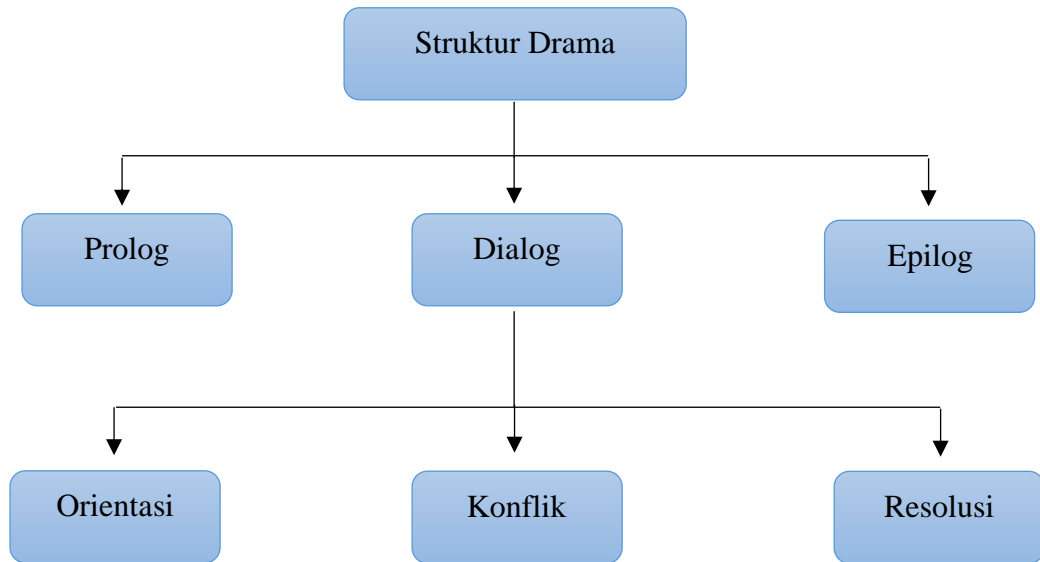 Struktur Drama
Prolog
Dialog
Epilog
Orientasi
Konflik
Resolusi